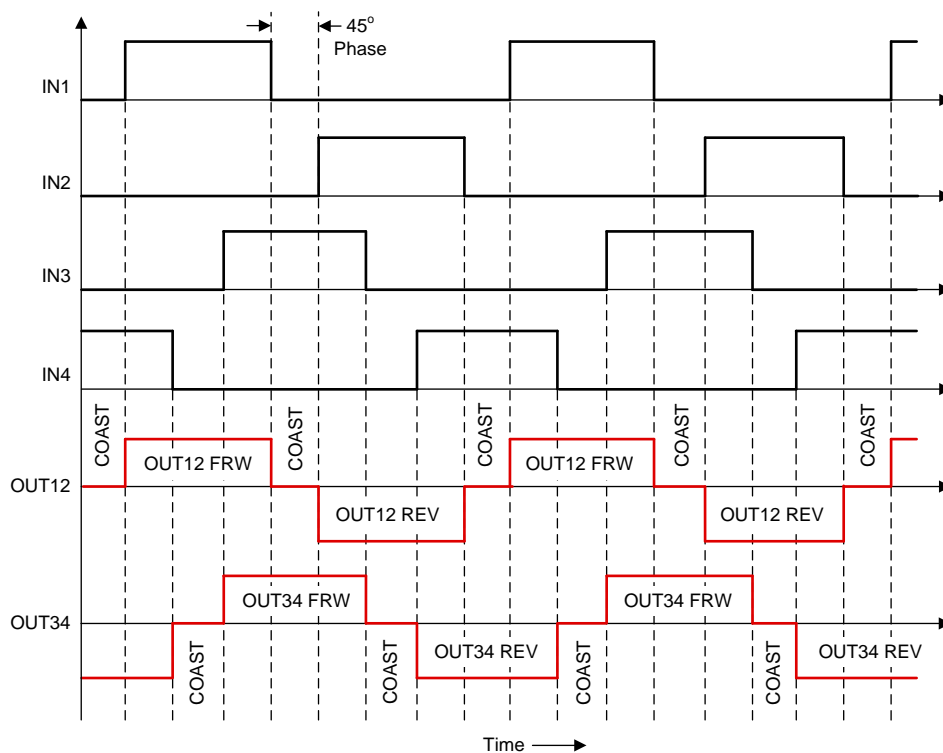 45o
Phase
IN1
IN2
IN3
IN4
COAST
COAST
COAST
COAST
COAST
OUT12 FRW
OUT12 FRW
OUT12
OUT12 REV
OUT12 REV
OUT34 FRW
OUT34 FRW
OUT34
OUT34 REV
OUT34 REV
COAST
COAST
COAST
COAST
Time